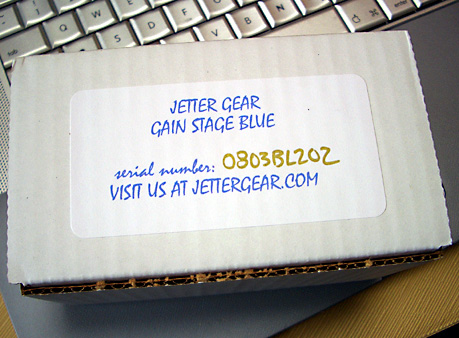 JETTER GEAR
GAIN STAGE BLUE
serial number: 0803BL202
VISIT US AT JETTERGEAR.COM